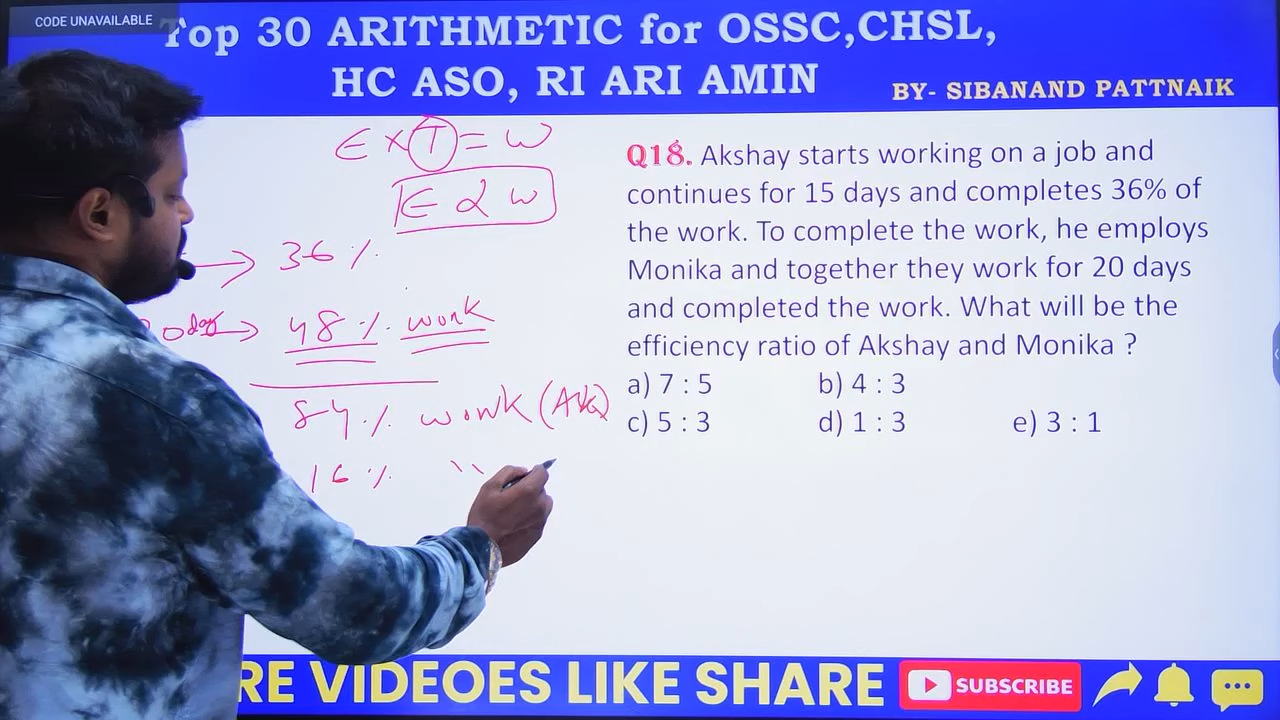 CODE UNAVAILABLE
Top 30 ARITHMETIC for OSSC,CHSL,
HC ASO, RI ARI AMIN
BY- SIBANAND PATTNAIK
E × T = W
E α W
→ 36 %
0 day → 48 % work
84 % work (AK)
16 % "
Q18. Akshay starts working on a job and
continues for 15 days and completes 36% of
the work. To complete the work, he employs
Monika and together they work for 20 days
and completed the work. What will be the
efficiency ratio of Akshay and Monika ?
a) 7 : 5 b) 4 : 3
c) 5 : 3 d) 1 : 3 e) 3 : 1
RE VIDEOES LIKE SHARE
SUBSCRIBE